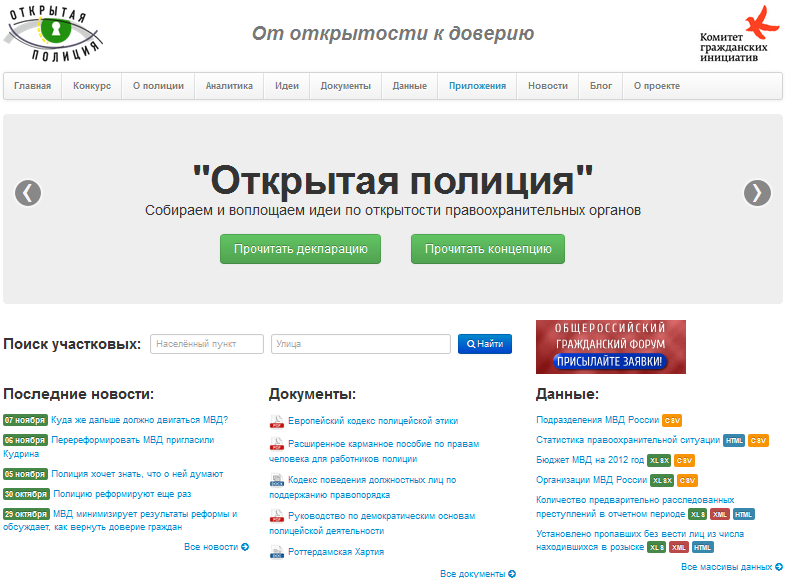 ОТКРЫТАЯ
ПОЛИЦИЯ
От открытости к доверию
Комитет
гражданских
инициатив
Главная Конкурс О полиции Аналитика Идеи Документы Данные Приложения Новости Блог О проекте
"Открытая полиция"
Собираем и воплощаем идеи по открытости правоохранительных органов
Прочитать декларацию Прочитать концепцию
Поиск участковых: Населённый пункт Улица Найти
ОБЩЕРОССИЙСКИЙ
ГРАЖДАНСКИЙ ФОРУМ
ПРИСЫЛАЙТЕ ЗАЯВКИ!
Последние новости:
07 ноября Куда же дальше должно двигаться МВД?
06 ноября Перереформировать МВД пригласили
Кудрина
05 ноября Полиция хочет знать, что о ней думают
30 октября Полицию реформируют еще раз
29 октября МВД минимизирует результаты реформы и
обсуждает, как вернуть доверие граждан
Все новости
Документы:
PDF Европейский кодекс полицейской этики
PDF Расширенное карманное пособие по правам
человека для работников полиции
DOCX Кодекс поведения должностных лиц по
поддержанию правопорядка
PDF Руководство по демократическим основам
полицейской деятельности
DOC Роттердамская Хартия
Все документы
Данные:
Подразделения МВД России CSV
Статистика правоохранительной ситуации HTML CSV
Бюджет МВД на 2012 год XLSX CSV
Организации МВД России XLSX CSV
Количество предварительно расследованных
преступлений в отчетном периоде XLS XML HTML
Установлено пропавших без вести лиц из числа
находившихся в розыске XLS XML HTML
Все массивы данных